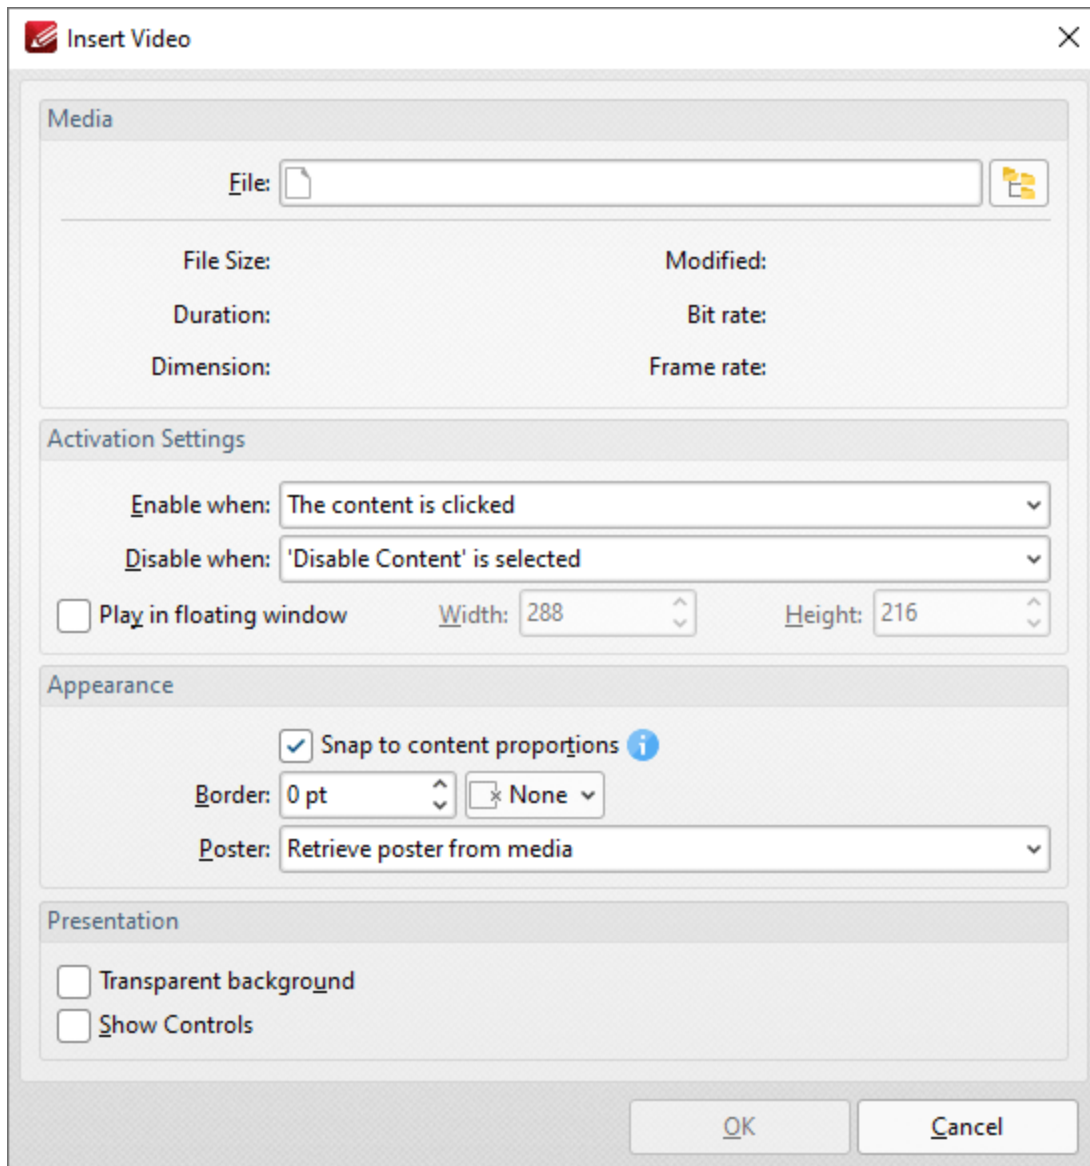 Insert Video
Media
File:
File Size: Modified:
Duration: Bit rate:
Dimension: Frame rate:
Activation Settings
Enable when: The content is clicked
Disable when: 'Disable Content' is selected
Play in floating window Width: 288 Height: 216
Appearance
Snap to content proportions
Border: 0 pt None
Poster: Retrieve poster from media
Presentation
Transparent background
Show Controls
OK Cancel